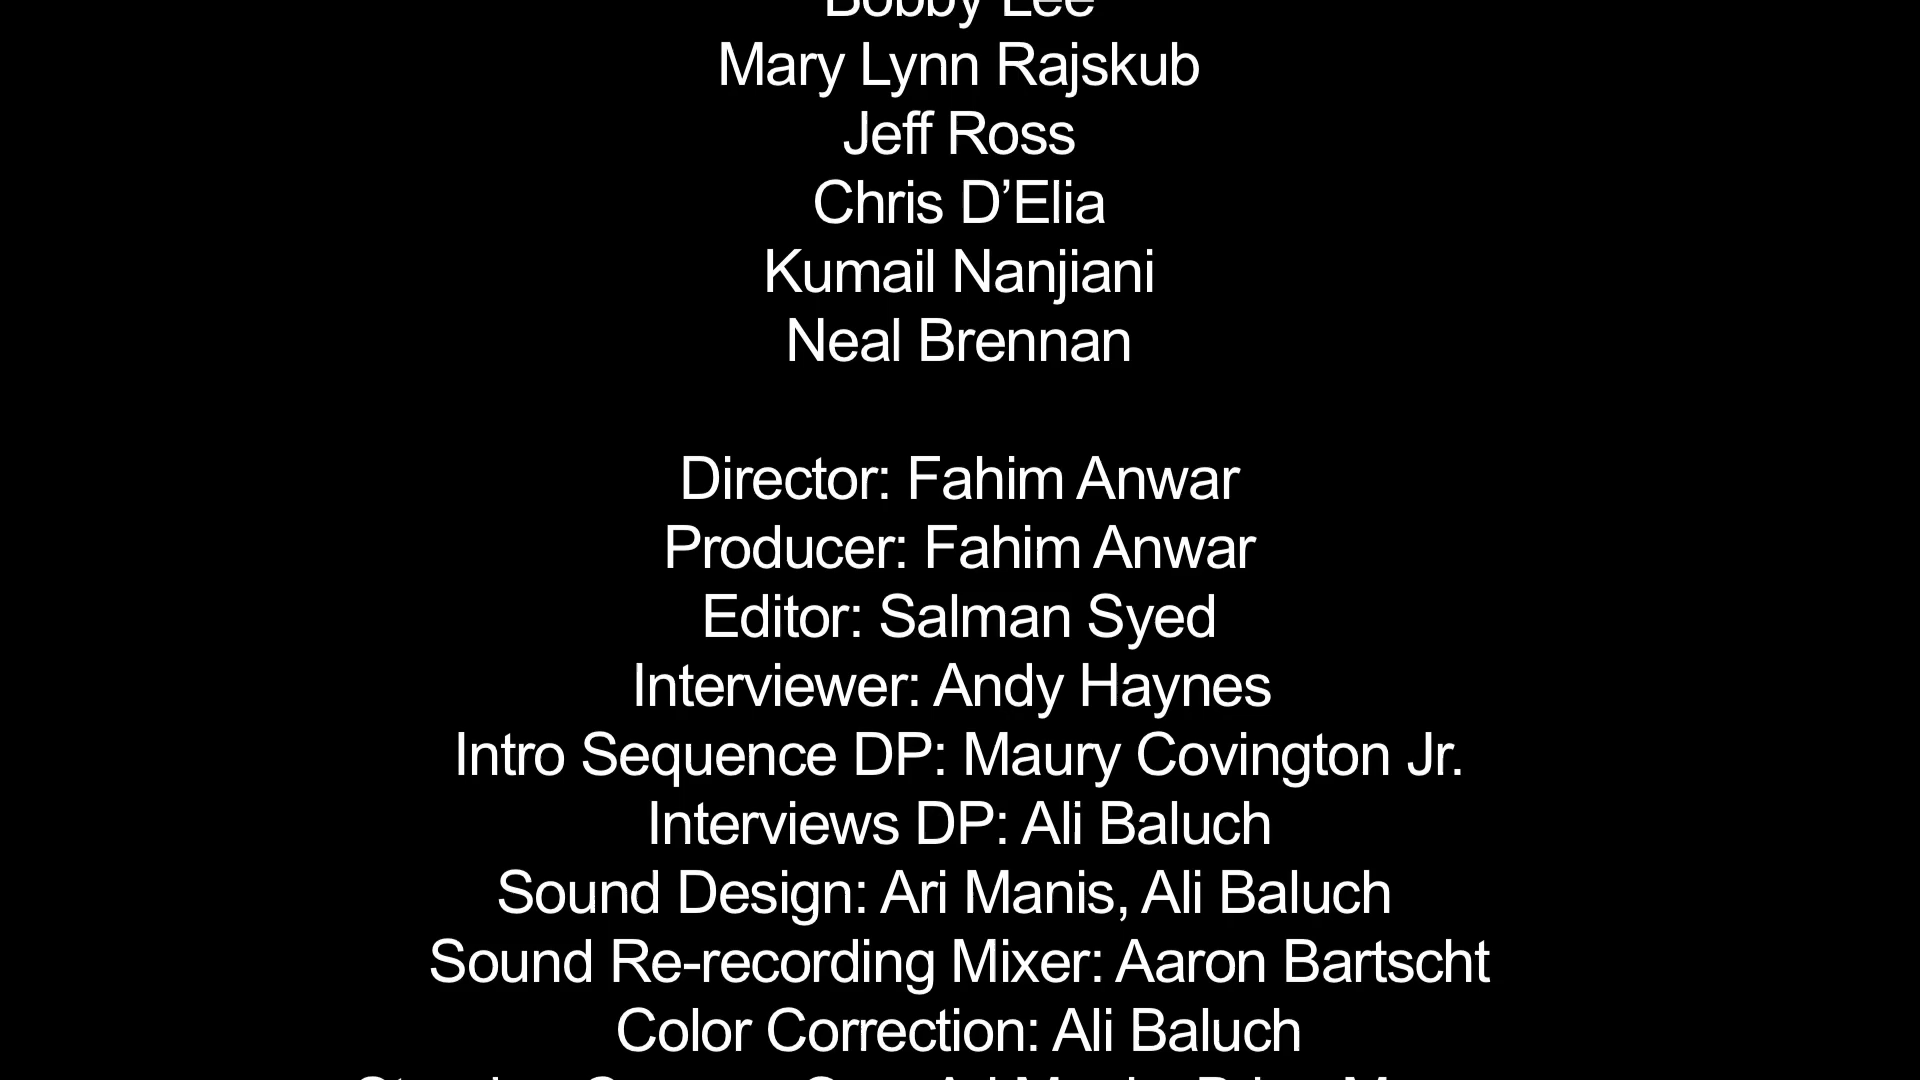 Bobby Lee
Mary Lynn Rajskub
Jeff Ross
Chris D’Elia
Kumail Nanjiani
Neal Brennan
Director: Fahim Anwar
Producer: Fahim Anwar
Editor: Salman Syed
Interviewer: Andy Haynes
Intro Sequence DP: Maury Covington Jr.
Interviews DP: Ali Baluch
Sound Design: Ari Manis, Ali Baluch
Sound Re-recording Mixer: Aaron Bartscht
Color Correction: Ali Baluch